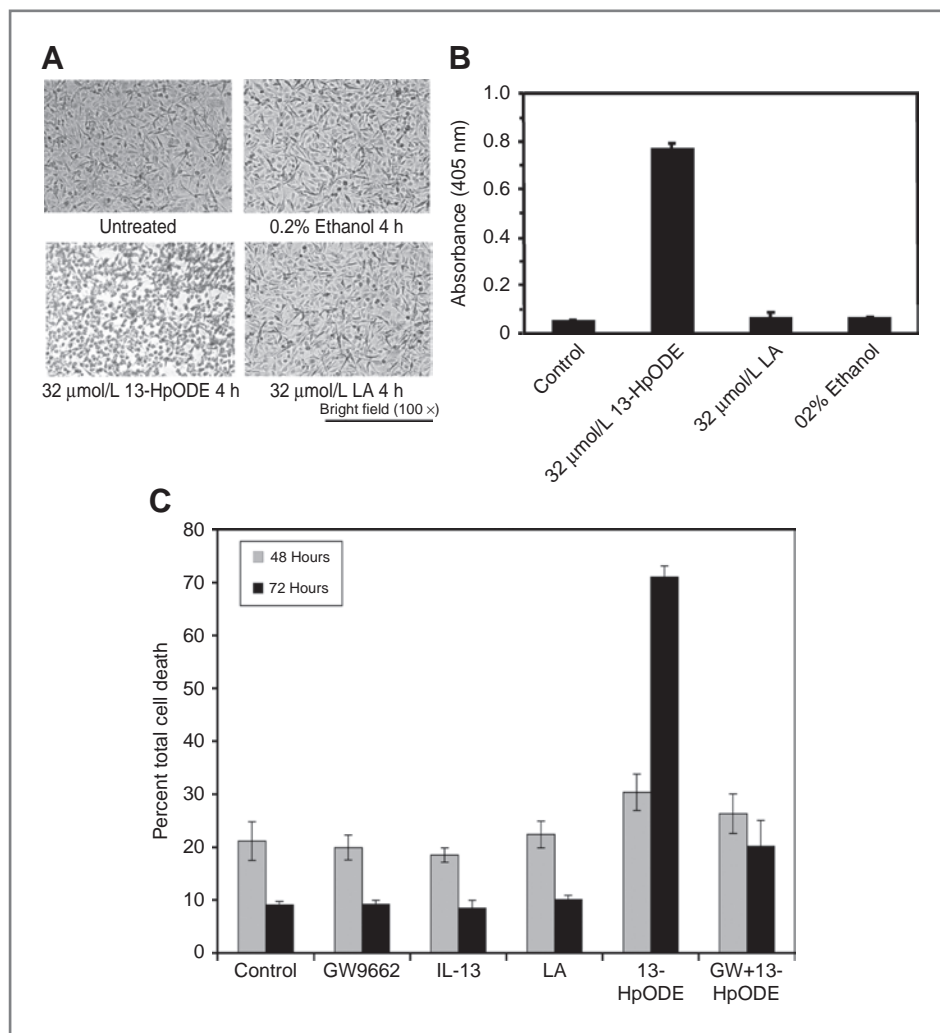 A
Untreated
0.2% Ethanol 4 h
32 μmol/L 13-HpODE 4 h
32 μmol/L LA 4 h
Bright field (100 ×)
B
Absorbance (405 nm)
1.0
0.8
0.6
0.4
0.2
0
Control
32 μmol/L 13-HpODE
32 μmol/L LA
02% Ethanol
C
Percent total cell death
80
70
60
50
40
30
20
10
0
48 Hours
72 Hours
Control
GW9662
IL-13
LA
13-
HpODE
GW+13-
HpODE